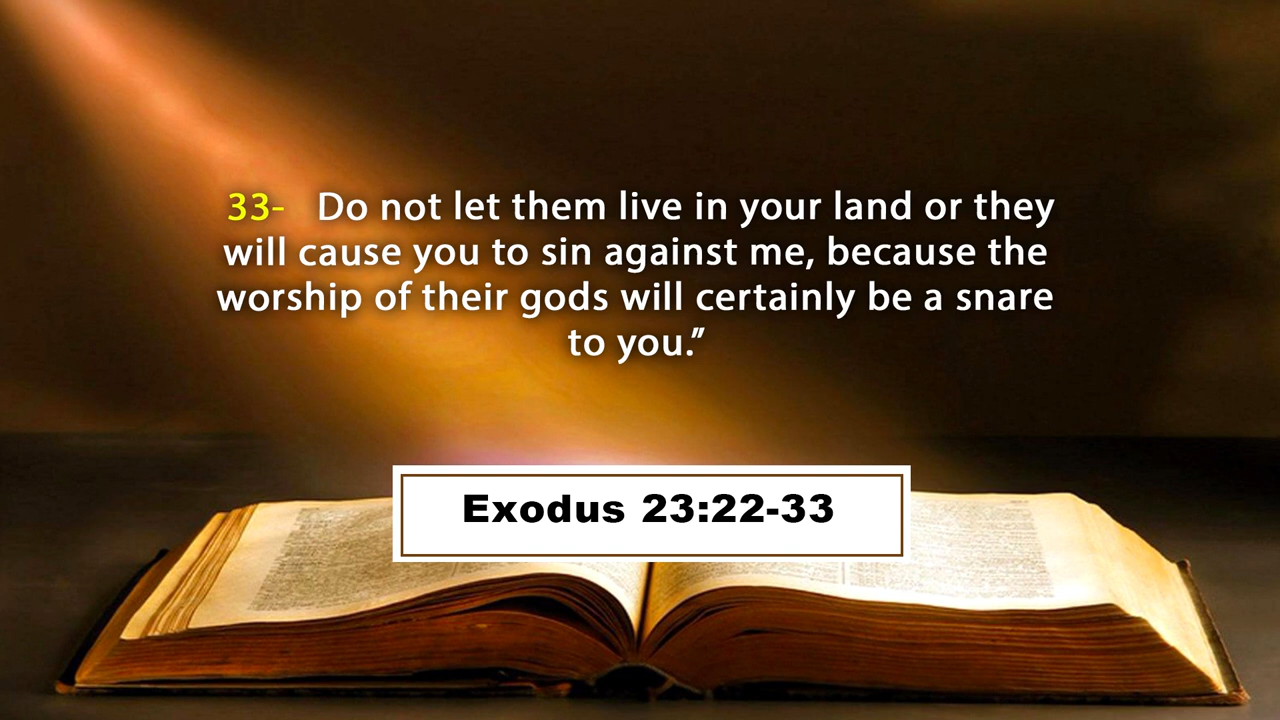 33- Do not let them live in your land or they
will cause you to sin against me, because the
worship of their gods will certainly be a snare
to you.”
Exodus 23:22-33